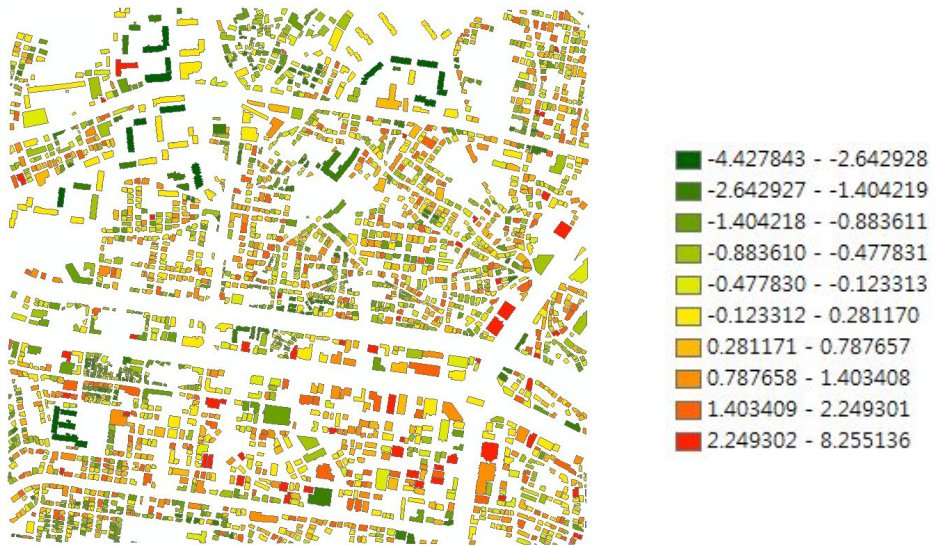 -4.427843 - -2.642928
-2.642927 - -1.404219
-1.404218 - -0.883611
-0.883610 - -0.477831
-0.477830 - -0.123313
-0.123312 - 0.281170
0.281171 - 0.787657
0.787658 - 1.403408
1.403409 - 2.249301
2.249302 - 8.255136